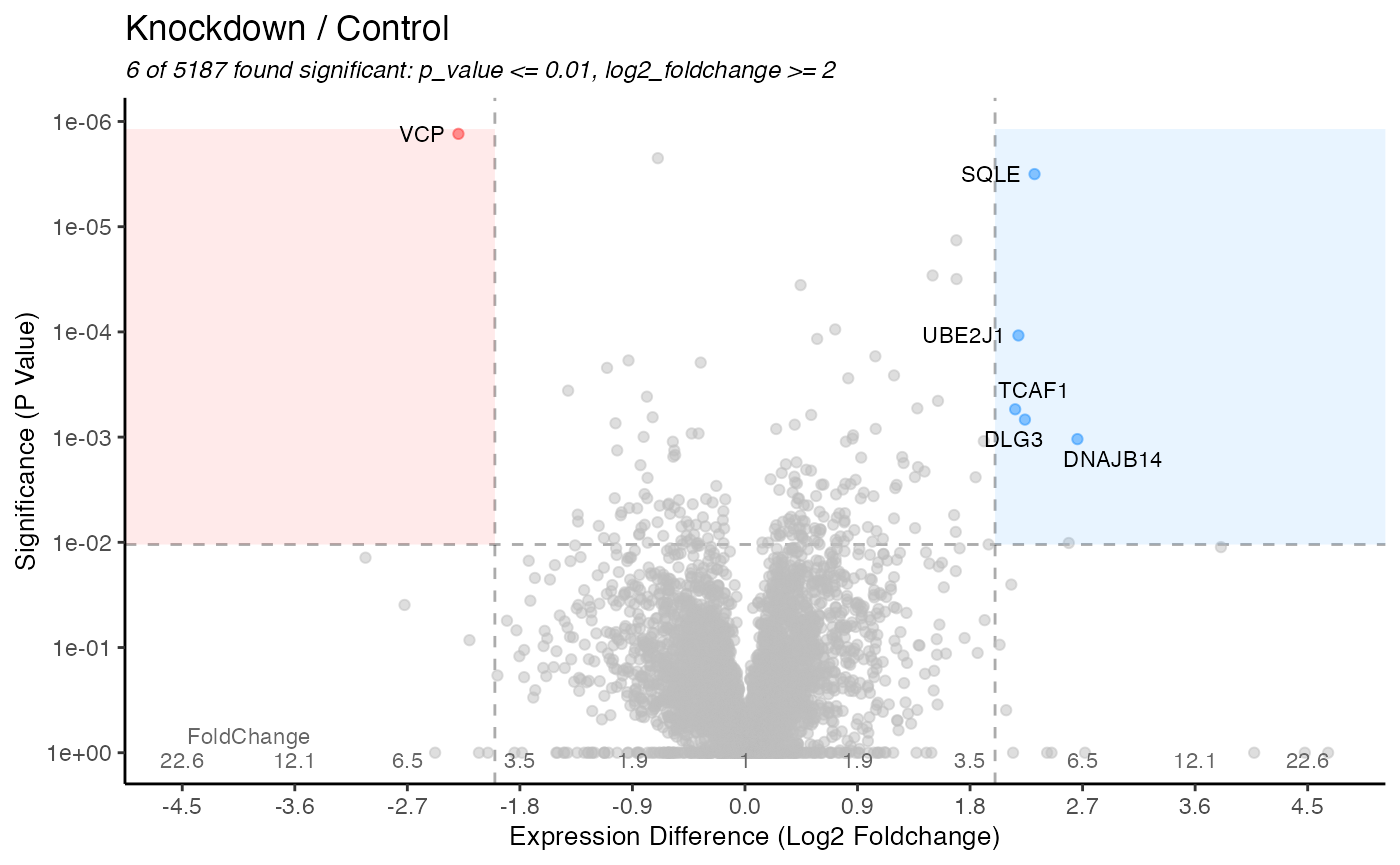 Knockdown / Control
6 of 5187 found significant: p_value <= 0.01, log2_foldchange >= 2
1e-06
VCP
SQLE
1e-05
1e-04
UBE2J1
TCAF1
1e-03
DLG3
DNAJB14
1e-02
1e-01
FoldChange
1e+00
22.6 12.1 6.5 3.5 1.9 1 1.9 3.5 6.5 12.1 22.6
-4.5 -3.6 -2.7 -1.8 -0.9 0.0 0.9 1.8 2.7 3.6 4.5
Expression Difference (Log2 Foldchange)
Significance (P Value)